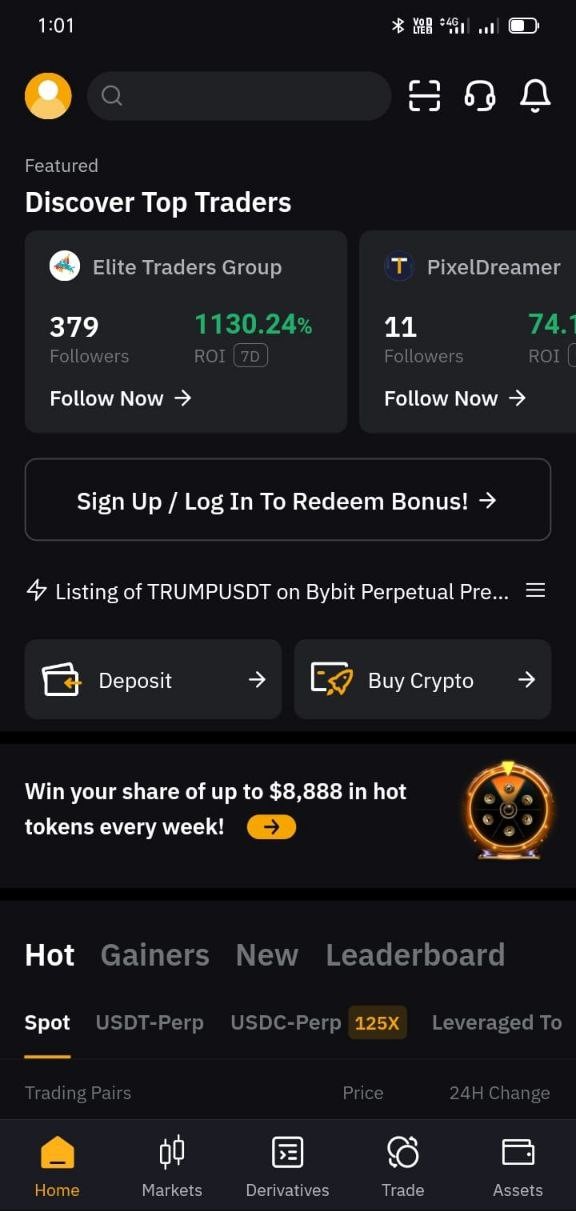 1:01
Vo LTE 4G
Featured
Discover Top Traders
Elite Traders Group
PixelDreamer
379
1130.24%
11
74.1
Followers
ROI 7D
Followers
ROI
Follow Now →
Follow Now →
Sign Up / Log In To Redeem Bonus! →
Listing of TRUMPUSDT on Bybit Perpetual Pre...
Deposit →
Buy Crypto →
Win your share of up to $8,888 in hot
tokens every week! →
Hot Gainers New Leaderboard
Spot USDT-Perp USDC-Perp 125X Leveraged To
Trading Pairs Price 24H Change
Home Markets Derivatives Trade Assets